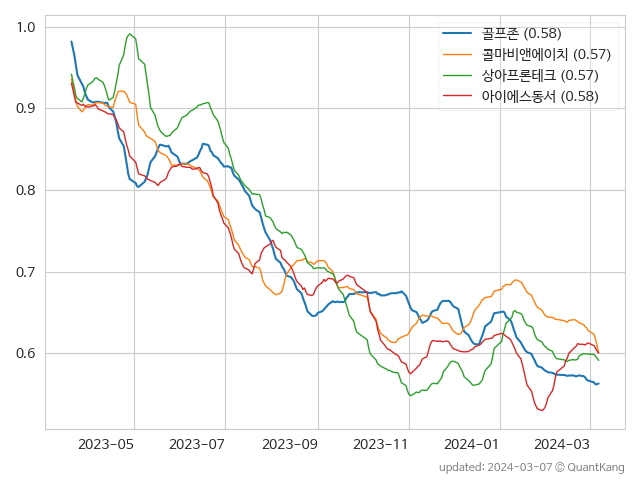 1.0
0.9
0.8
0.7
0.6
골프존 (0.58)
콜마비앤에이치 (0.57)
상아프론테크 (0.57)
아이에스동서 (0.58)
2023-05 2023-07 2023-09 2023-11 2024-01 2024-03
updated: 2024-03-07 © QuantKang